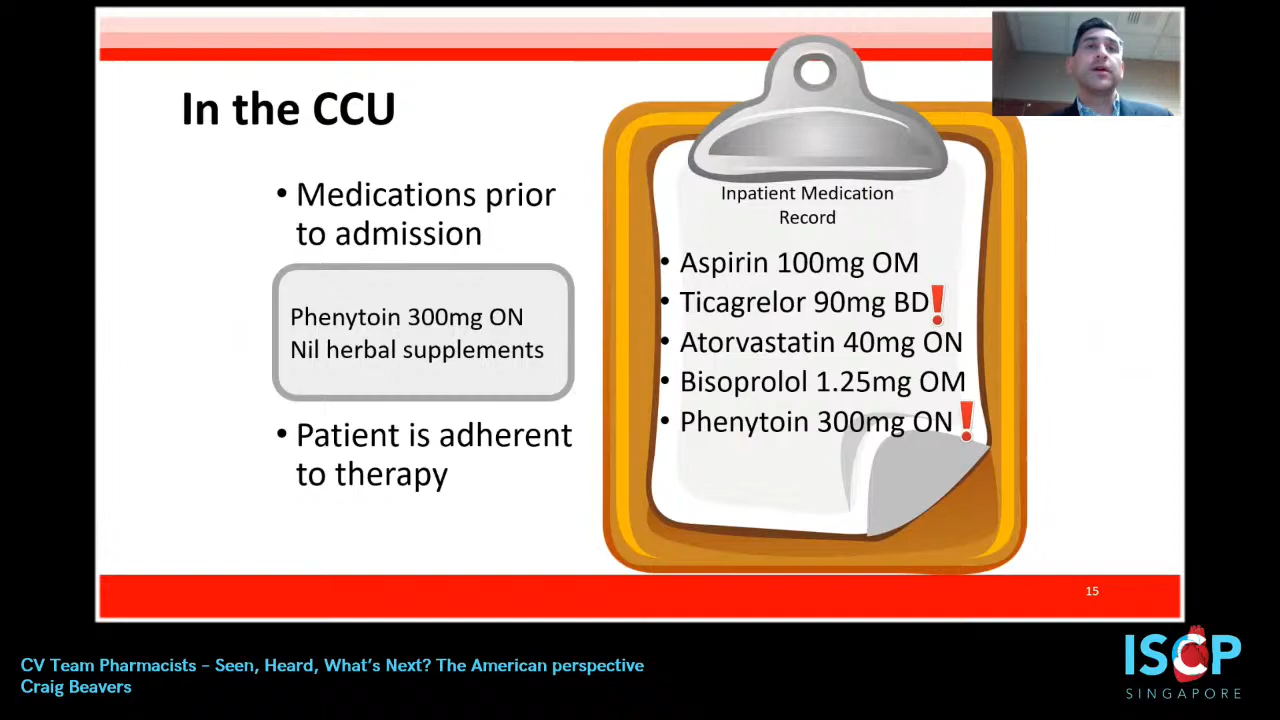 In the CCU
• Medications prior
to admission
Phenytoin 300mg ON
Nil herbal supplements
• Patient is adherent
to therapy
Inpatient Medication
Record
• Aspirin 100mg OM
• Ticagrelor 90mg BD❗
• Atorvastatin 40mg ON
• Bisoprolol 1.25mg OM
• Phenytoin 300mg ON❗
15
CV Team Pharmacists – Seen, Heard, What's Next? The American perspective
Craig Beavers
ISCP
SINGAPORE